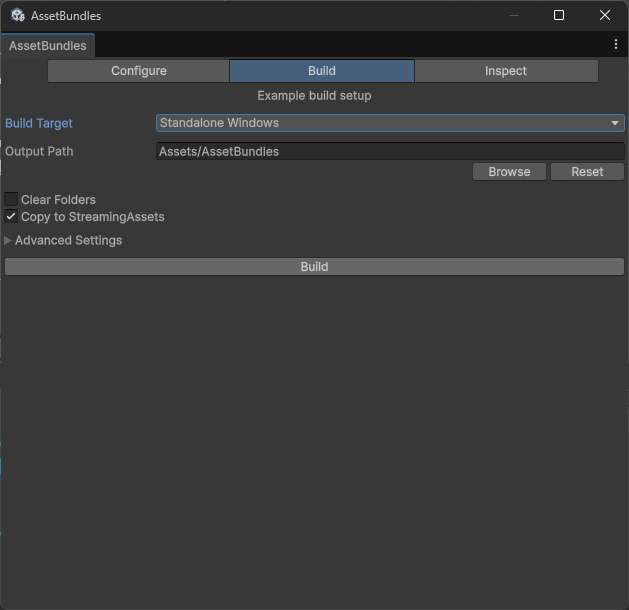 AssetBundles
AssetBundles
Configure Build Inspect
Example build setup
Build Target Standalone Windows
Output Path Assets/AssetBundles
Browse Reset
Clear Folders
Copy to StreamingAssets
Advanced Settings
Build